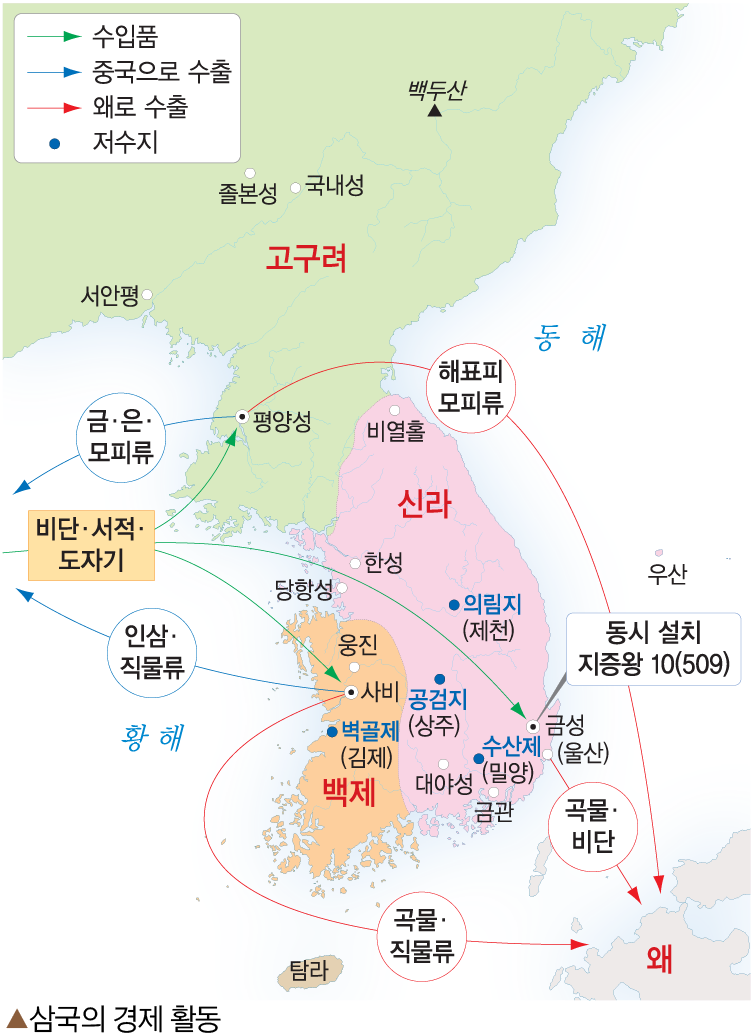 수입품
중국으로 수출
왜로 수출
저수지
백두산
졸본성
국내성
고구려
서안평
동 해
해표피
모피류
금·은·
모피류
평양성
비열홀
신라
비단·서적·
도자기
한성
당항성
우산
의림지
(제천)
인삼·
직물류
동시 설치
지증왕 10(509)
웅진
사비
공검지
(상주)
황 해
벽골제
(김제)
금성
(울산)
수산제
(밀양)
대야성
백제
금관
곡물·
비단
곡물·
직물류
왜
탐라
▲삼국의 경제 활동